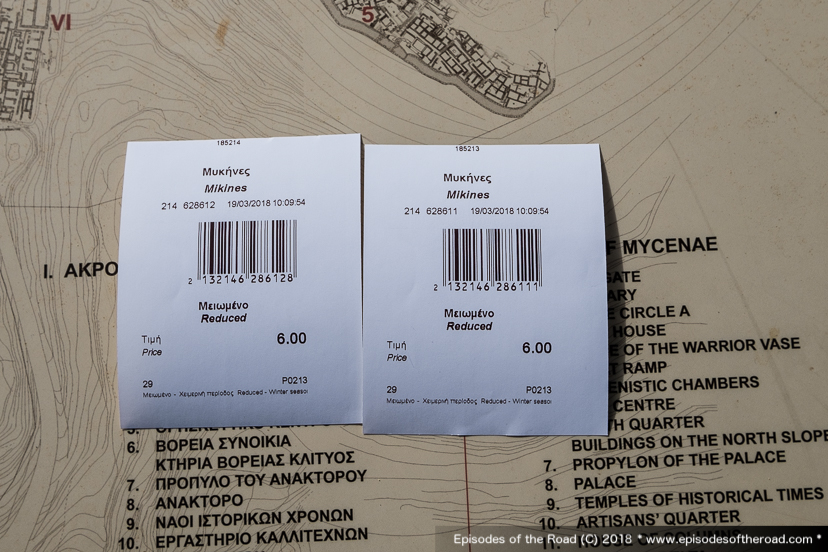 VI
5
185214
Μυκήνες
Mikines
214 628612 19/03/2018 10:09:54
2 132146 286128
Μειωμένο
Reduced
Τιμή
Price
6.00
29 P0213
Μειωμένο - Χειμερινή περίοδος Reduced - Winter season
185213
Μυκήνες
Mikines
214 628611 19/03/2018 10:09:54
2 132146 286111
Μειωμένο
Reduced
Τιμή
Price
6.00
29 P0213
Μειωμένο - Χειμερινή περίοδος Reduced - Winter season
I. ΑΚΡΟ
6. ΒΟΡΕΙΑ ΣΥΝΟΙΚΙΑ
ΚΤΗΡΙΑ ΒΟΡΕΙΑΣ ΚΛΙΤΥΟΣ
7. ΠΡΟΠΥΛΟ ΤΟΥ ΑΝΑΚΤΟΡΟΥ
8. ΑΝΑΚΤΟΡΟ
9. ΝΑΟΙ ΙΣΤΟΡΙΚΩΝ ΧΡΟΝΩΝ
10. ΕΡΓΑΣΤΗΡΙΟ ΚΑΛΛΙΤΕΧΝΩΝ
F MYCENAE
GATE
ARY
E CIRCLE A
HOUSE
E OF THE WARRIOR VASE
T RAMP
ENISTIC CHAMBERS
CENTRE
TH QUARTER
BUILDINGS ON THE NORTH SLOPE
7. PROPYLON OF THE PALACE
8. PALACE
9. TEMPLES OF HISTORICAL TIMES
10. ARTISANS' QUARTER
11. HOUSE OF COLUMNS
Episodes of the Road (C) 2018 * www.episodesoftheroad.com *